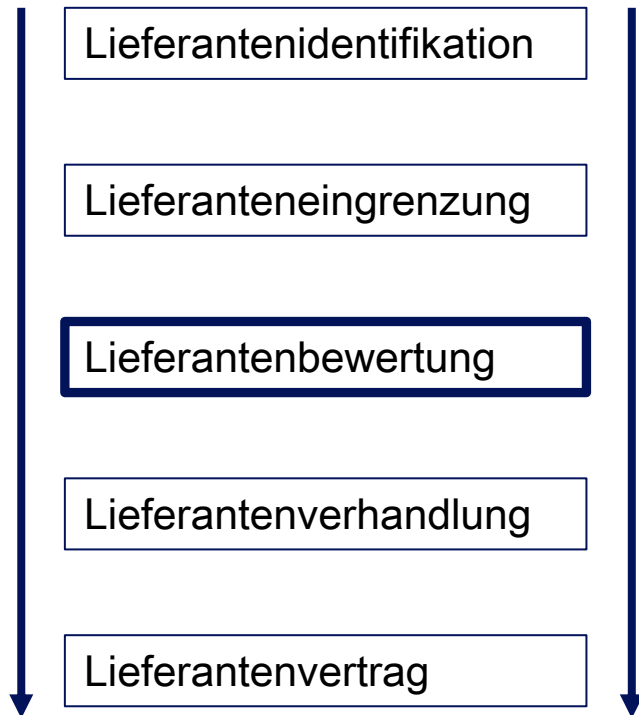 Lieferantenidentifikation
Lieferanteneingrenzung
Lieferantenbewertung
Lieferantenverhandlung
Lieferantenvertrag